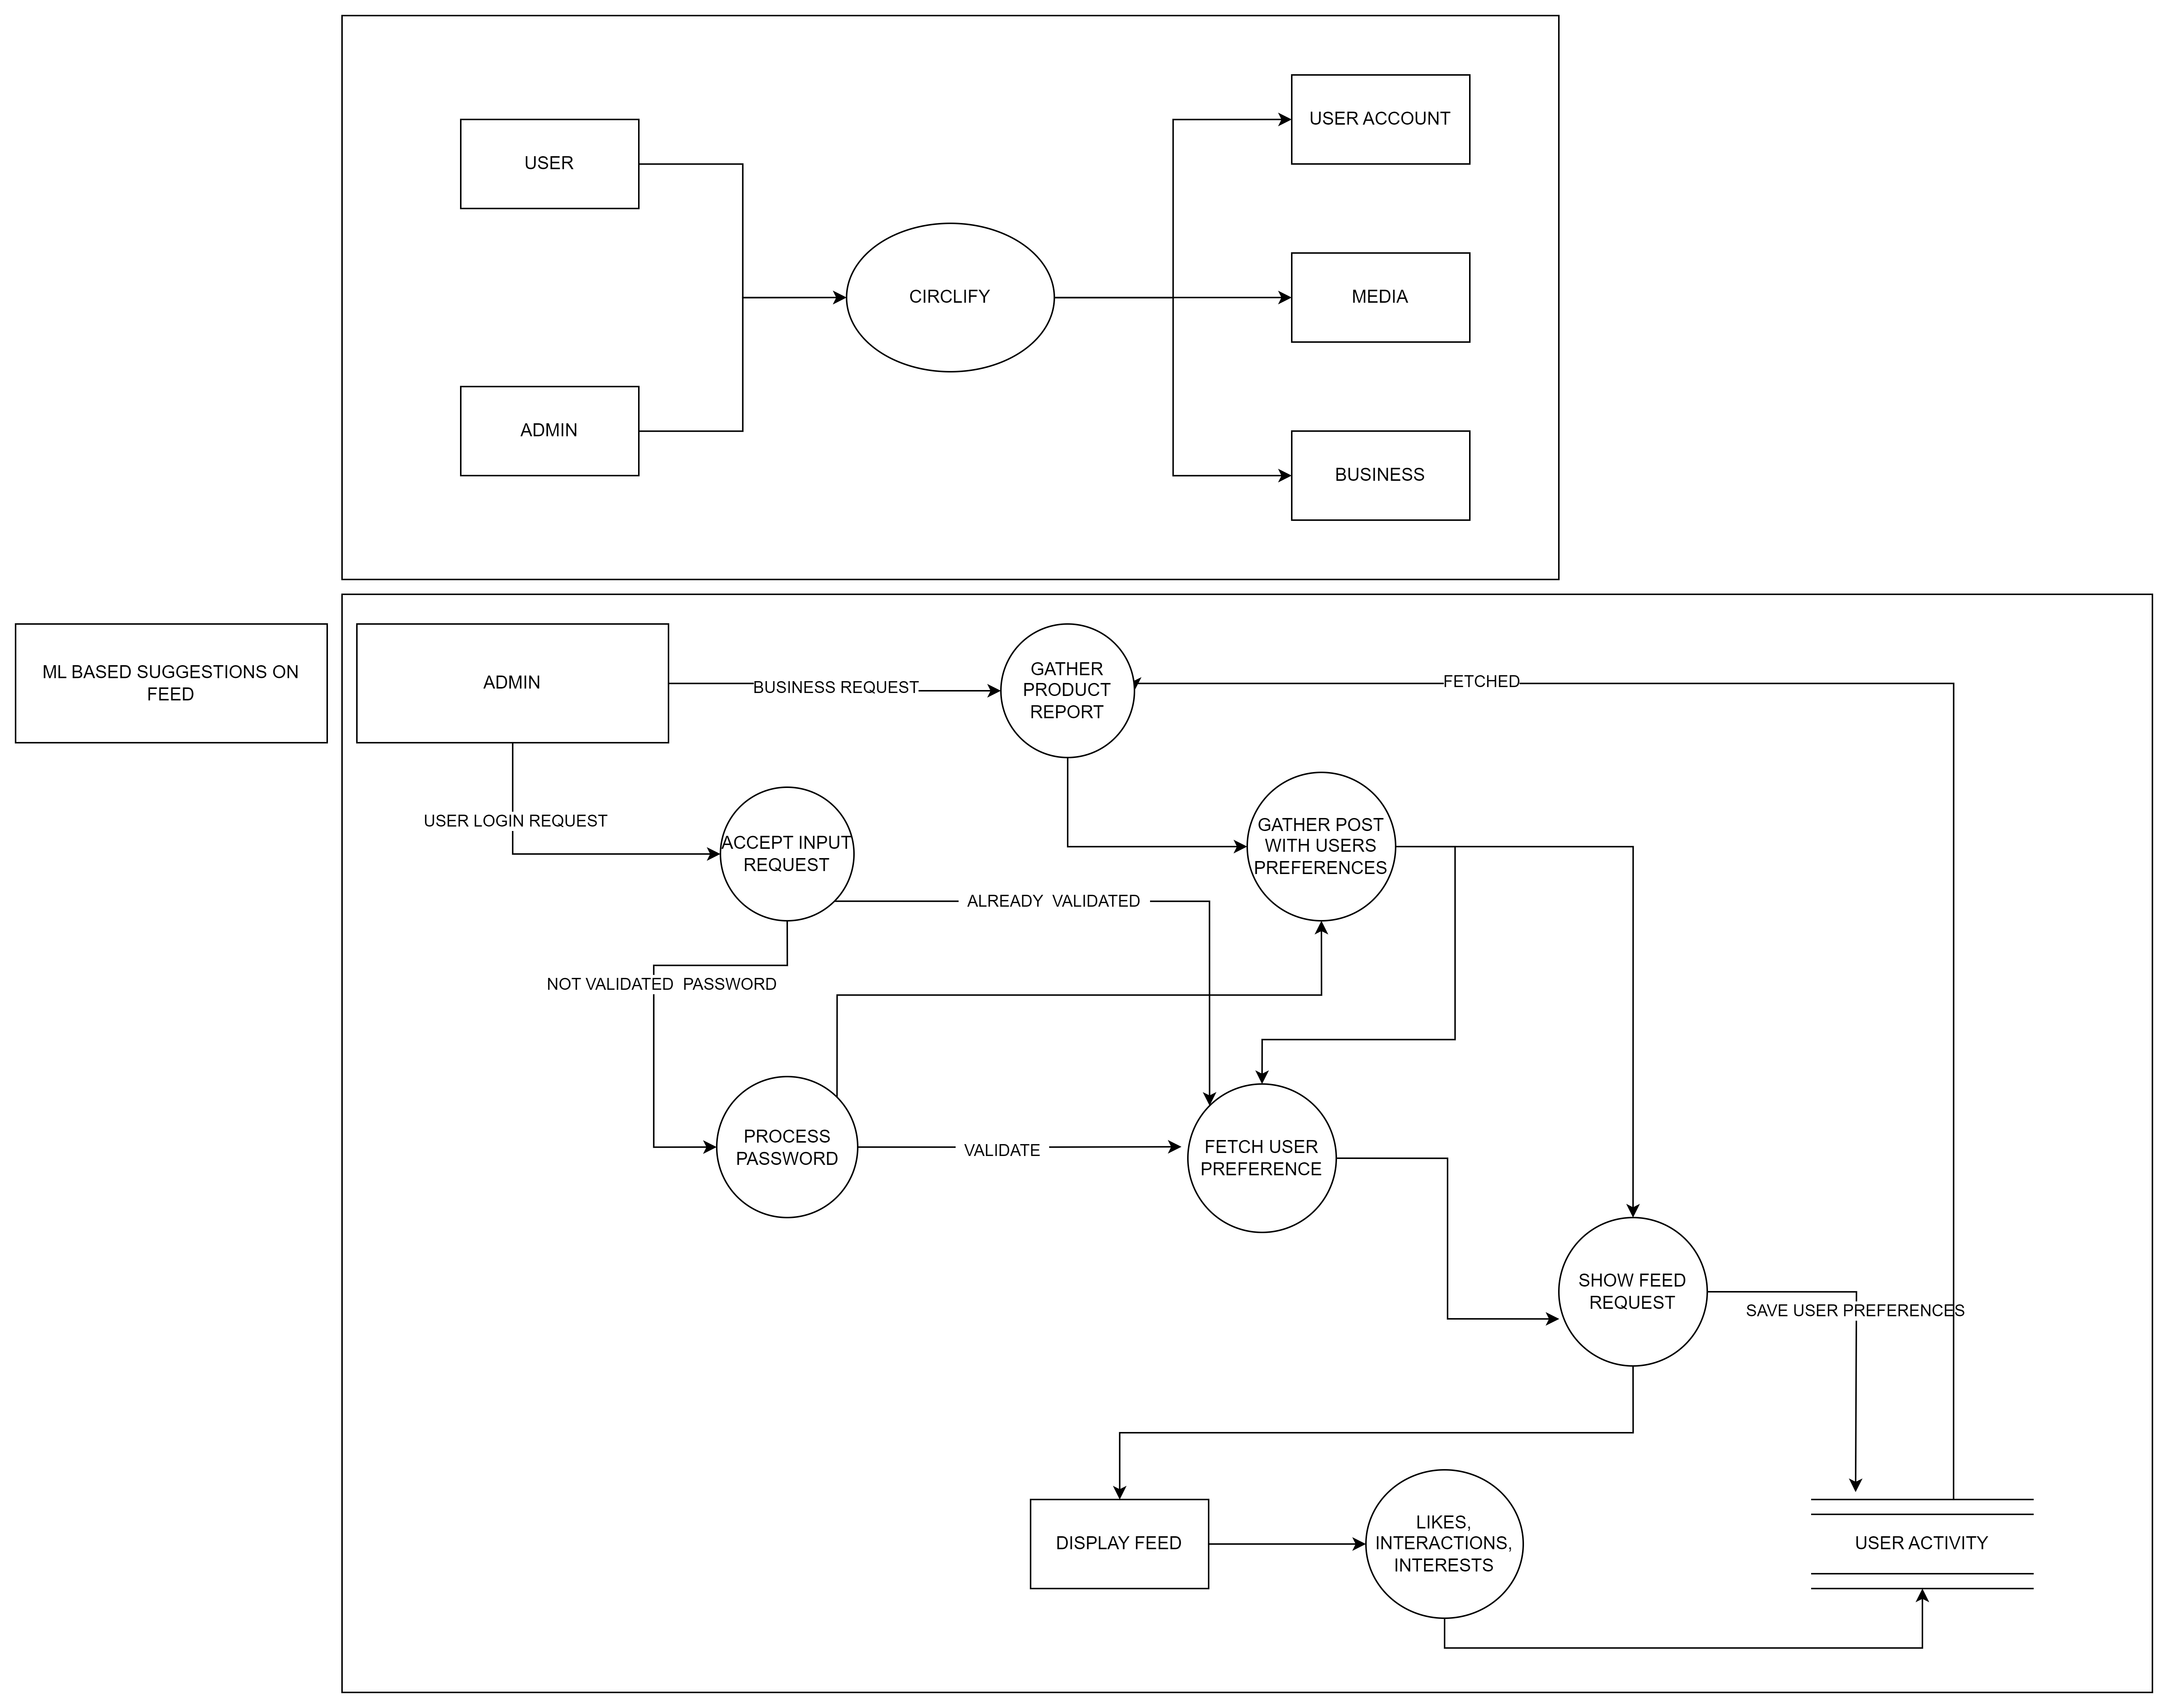 USER
ADMIN
CIRCLIFY
USER ACCOUNT
MEDIA
BUSINESS
ML BASED SUGGESTIONS ON
FEED
ADMIN
BUSINESS REQUEST
GATHER
PRODUCT
REPORT
FETCHED
USER LOGIN REQUEST
ACCEPT INPUT
REQUEST
GATHER POST
WITH USERS
PREFERENCES
ALREADY  VALIDATED
NOT VALIDATED  PASSWORD
PROCESS
PASSWORD
VALIDATE
FETCH USER
PREFERENCE
SHOW FEED
REQUEST
SAVE USER PREFERENCES
DISPLAY FEED
LIKES,
INTERACTIONS,
INTERESTS
USER ACTIVITY